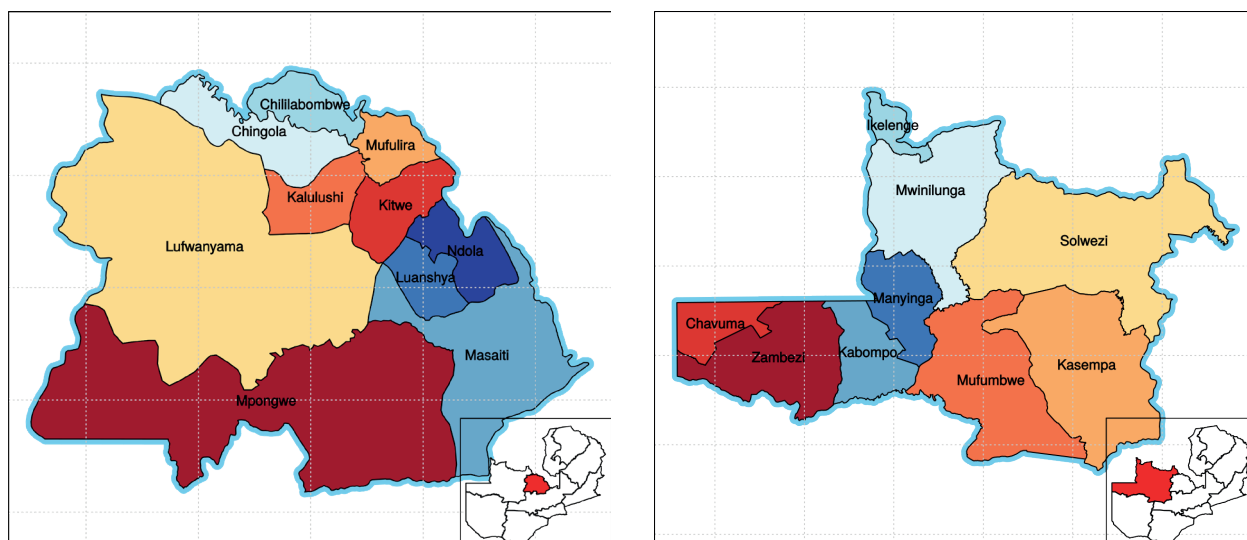 Chililabombwe
Chingola
Mufulira
Kalulushi
Kitwe
Lufwanyama
Ndola
Luanshya
Masaiti
Mpongwe
Ikelenge
Mwinilunga
Solwezi
Manyinga
Chavuma
Kabompo
Zambezi
Kasempa
Mufumbwe